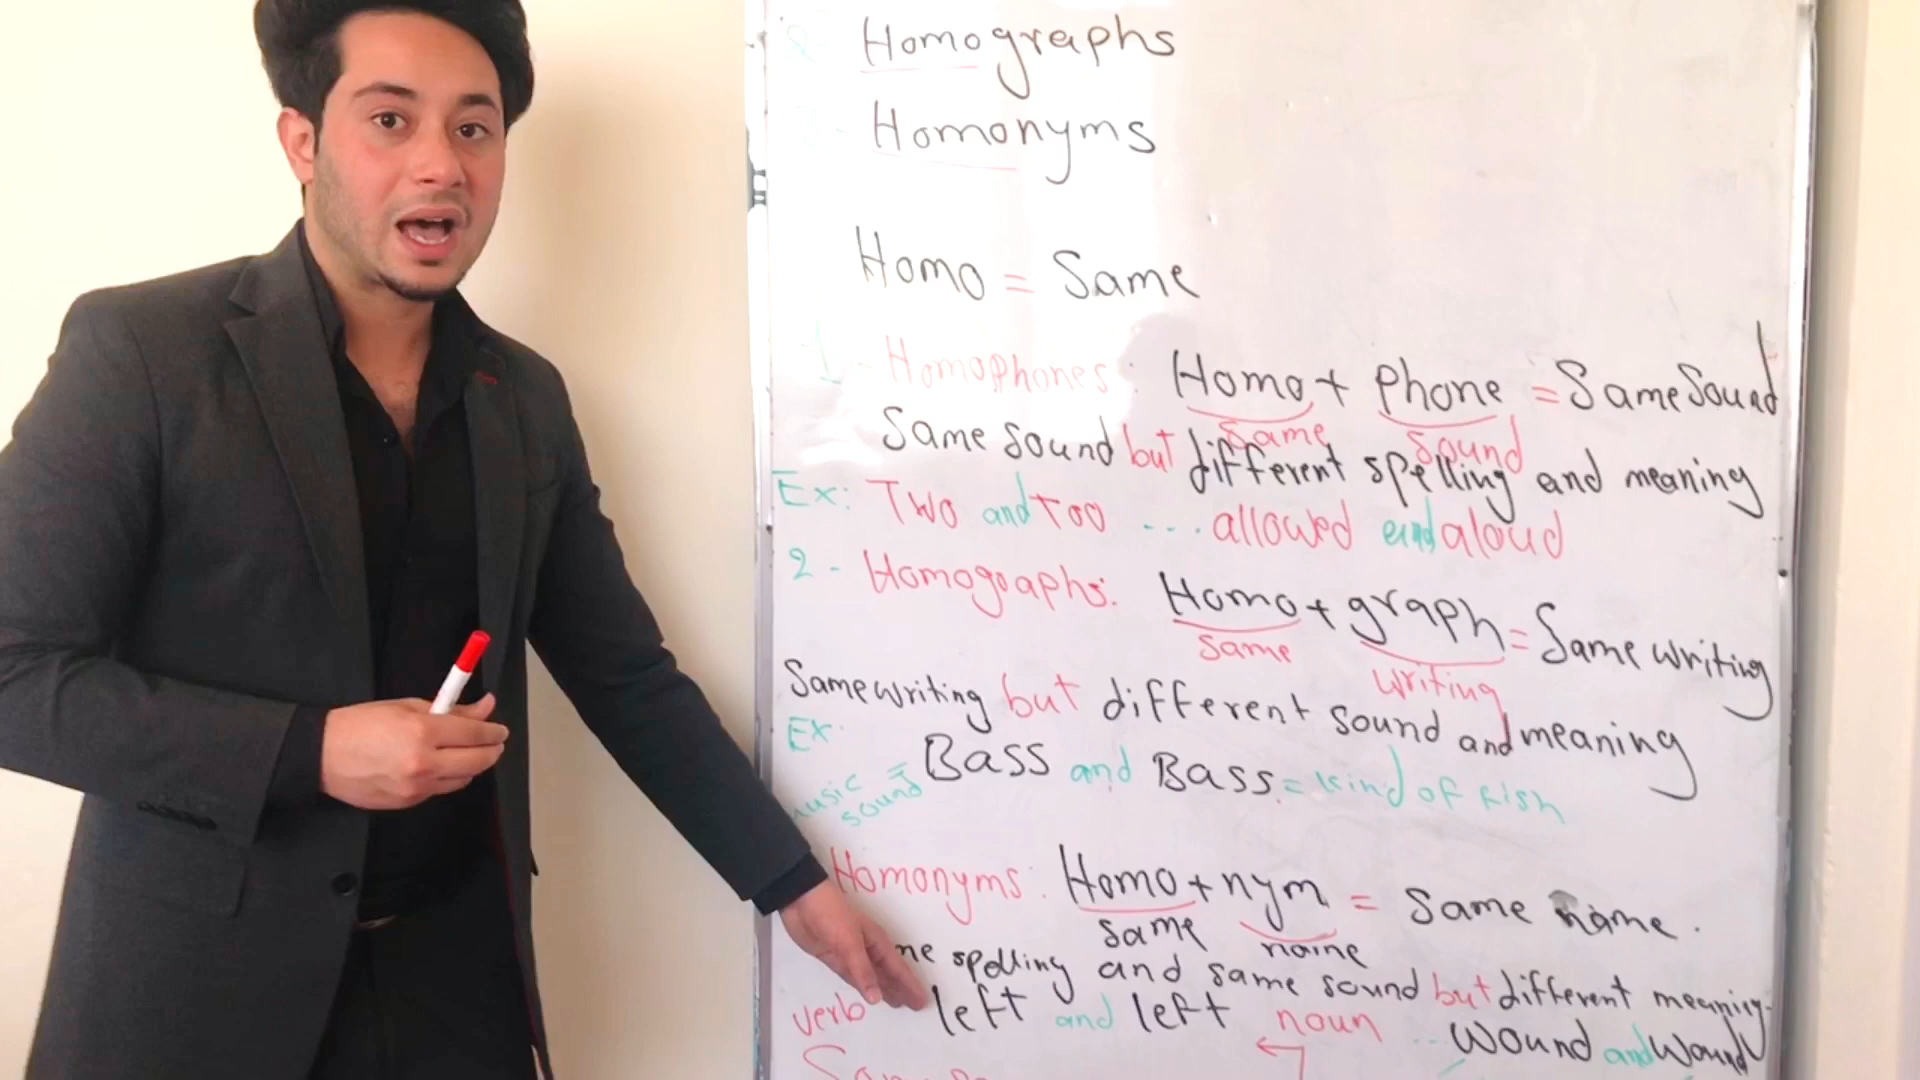 Homographs
Homonyms
Homo = Same
1 - Homophones: Homo + Phone = Same Sound
same sound
Same sound but different spelling and meaning
Ex: Two and Too ... allowed and aloud
2 - Homographs: Homo + graph = Same writing
same writing
Same writing but different sound and meaning
Ex:
music sound = Bass and Bass = kind of fish
Homonyms: Homo + nym = same name.
same name
spelling and same sound but different meaning
verb left and left noun ... wound and wound